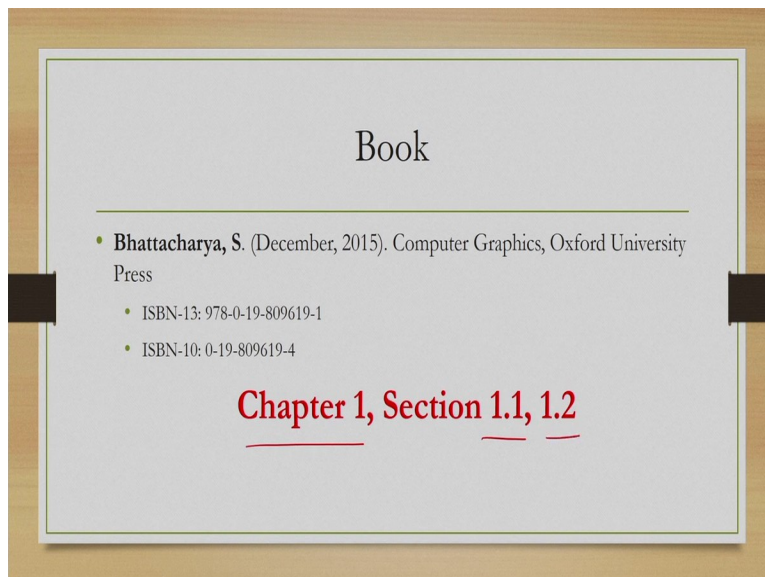 Book
Bhattacharya, S. (December, 2015). Computer Graphics, Oxford University
Press
ISBN-13: 978-0-19-809619-1
ISBN-10: 0-19-809619-4
Chapter 1, Section 1.1, 1.2